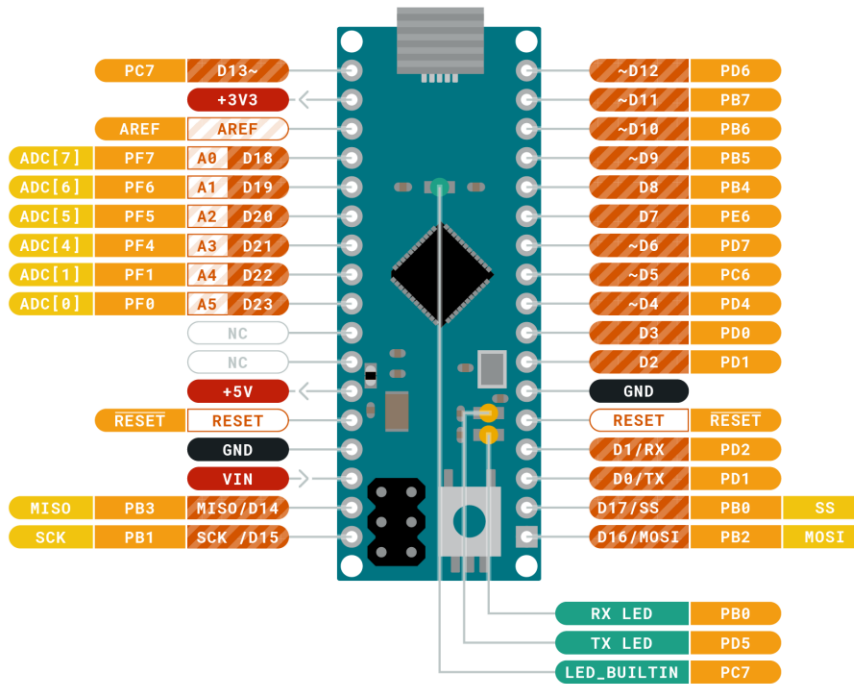 PC7 D13~ ~D12 PD6
+3V3 ~D11 PB7
AREF AREF ~D10 PB6
ADC[7] PF7 A0 D18 ~D9 PB5
ADC[6] PF6 A1 D19 D8 PB4
ADC[5] PF5 A2 D20 D7 PE6
ADC[4] PF4 A3 D21 ~D6 PD7
ADC[1] PF1 A4 D22 ~D5 PC6
ADC[0] PF0 A5 D23 ~D4 PD4
NC D3 PD0
NC D2 PD1
+5V GND
RESET RESET RESET RESET
GND D1/RX PD2
VIN D0/TX PD1
MISO PB3 MISO/D14 D17/SS PB0 SS
SCK PB1 SCK /D15 D16/MOSI PB2 MOSI
RX LED PB0
TX LED PD5
LED_BUILTIN PC7